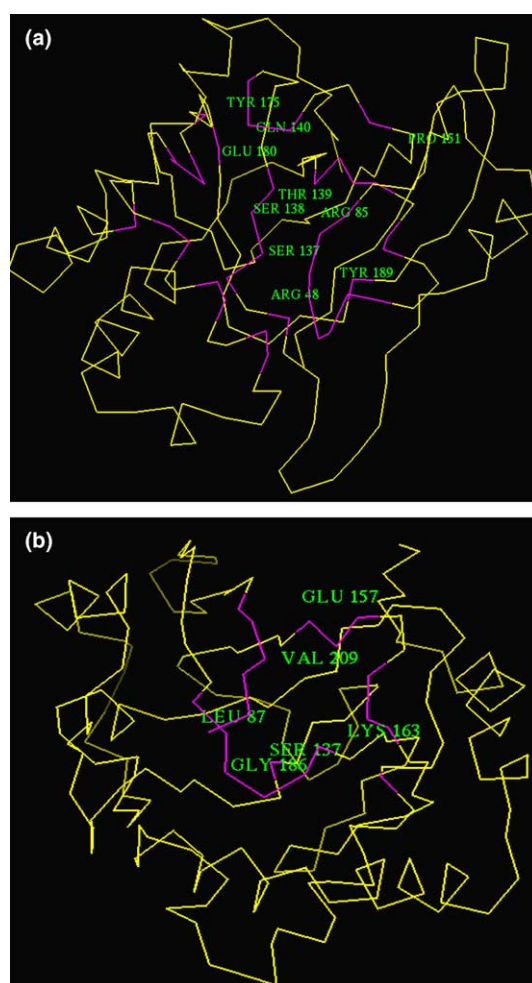 (a)
TYR 175
GLN 140
PRO 151
GLU 180
THR 139
SER 138
ARG 85
SER 137
TYR 189
ARG 48
(b)
GLU 157
VAL 209
LEU 87
LYS 163
SER 137
GLY 186